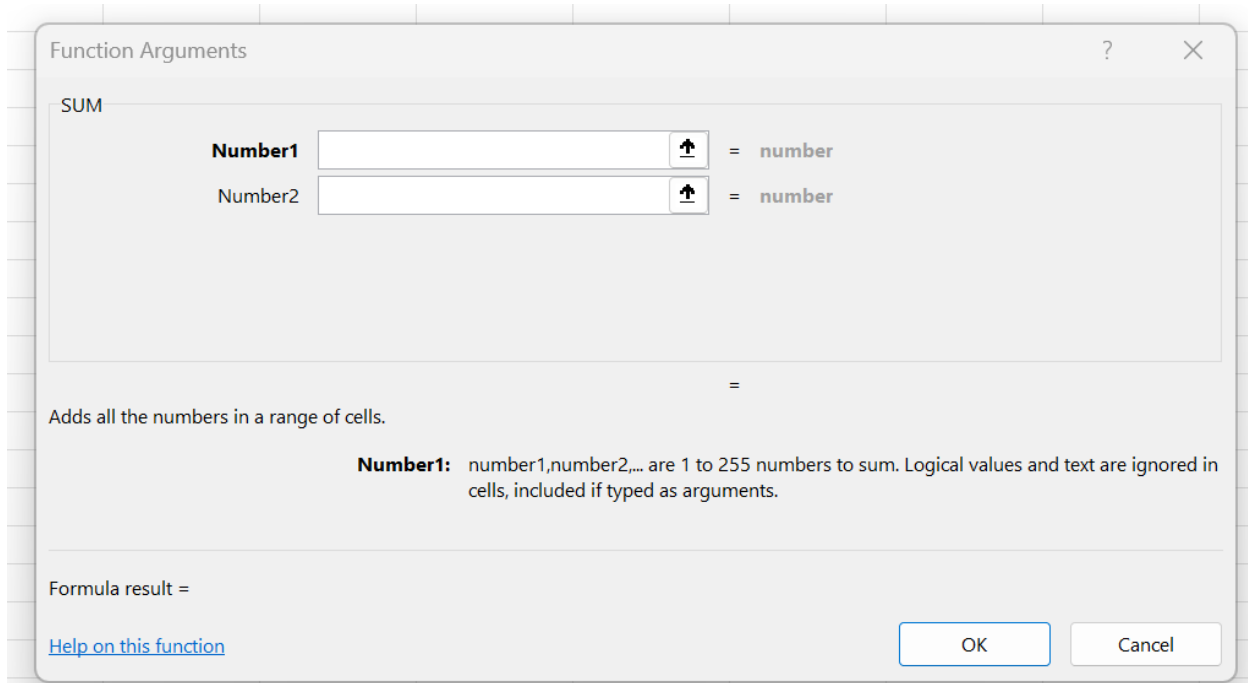 Function Arguments ?
SUM
Number1 = number
Number2 = number
=
Adds all the numbers in a range of cells.
Number1: number1,number2,... are 1 to 255 numbers to sum. Logical values and text are ignored in
cells, included if typed as arguments.
Formula result =
Help on this function OK Cancel